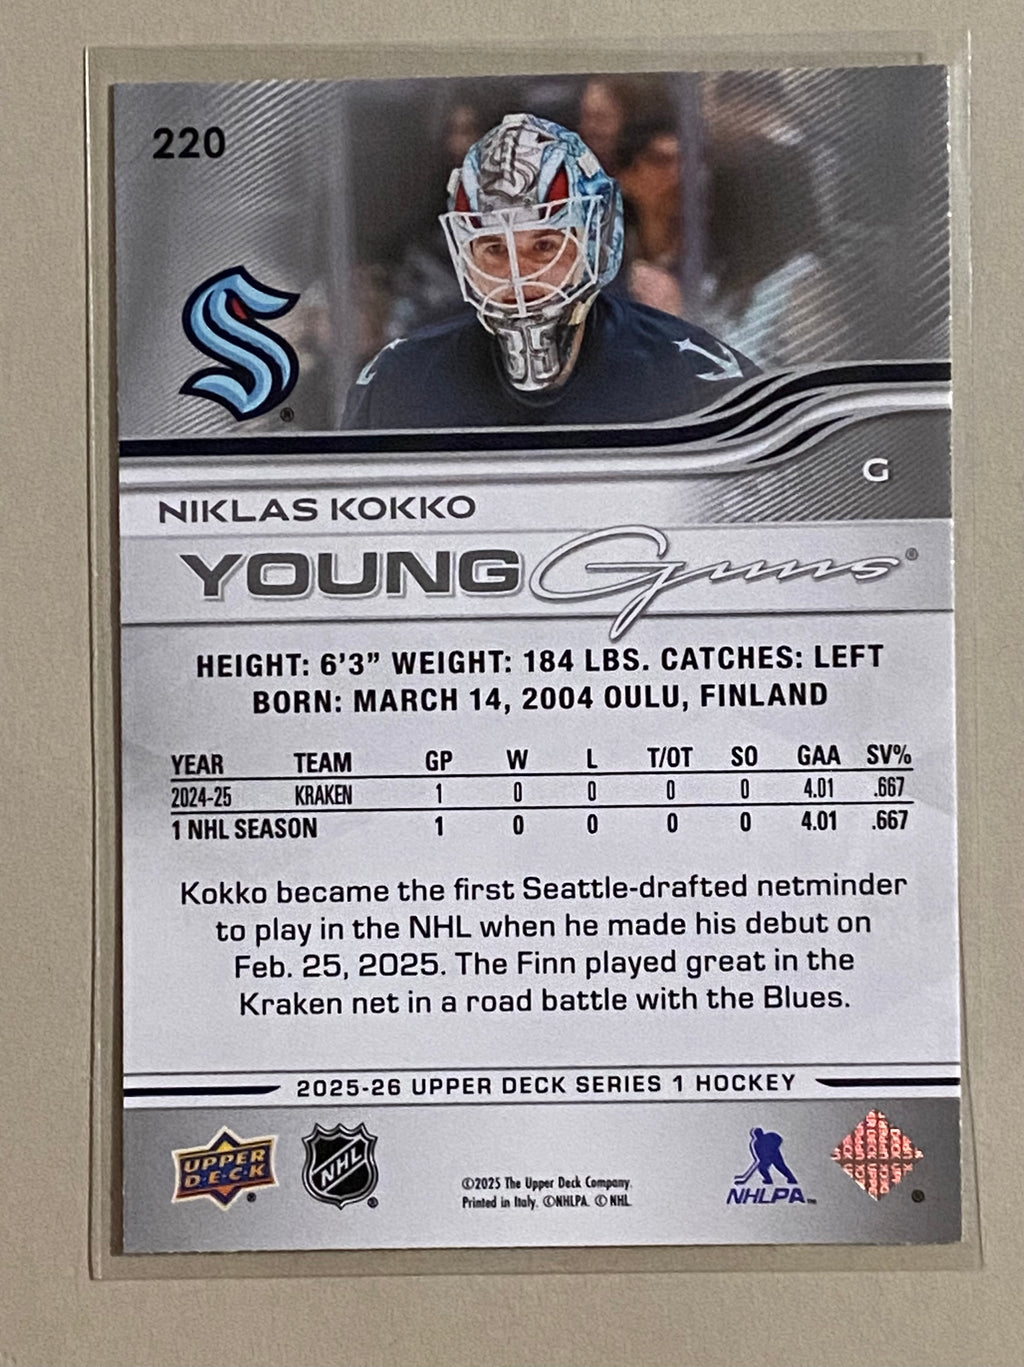 220
35
®
G
NIKLAS KOKKO
YOUNG Guns®
HEIGHT: 6'3” WEIGHT: 184 LBS. CATCHES: LEFT
BORN: MARCH 14, 2004 OULU, FINLAND
YEAR TEAM GP W L T/OT SO GAA SV%
2024-25 KRAKEN 1 0 0 0 0 4.01 .667
1 NHL SEASON 1 0 0 0 0 4.01 .667
Kokko became the first Seattle-drafted netminder
to play in the NHL when he made his debut on
Feb. 25, 2025. The Finn played great in the
Kraken net in a road battle with the Blues.
2025-26 UPPER DECK SERIES 1 HOCKEY
UPPER
D·E·C·K®
NHL®
©2025 The Upper Deck Company.
Printed in Italy. ©NHLPA. © NHL.
NHLPA™
®